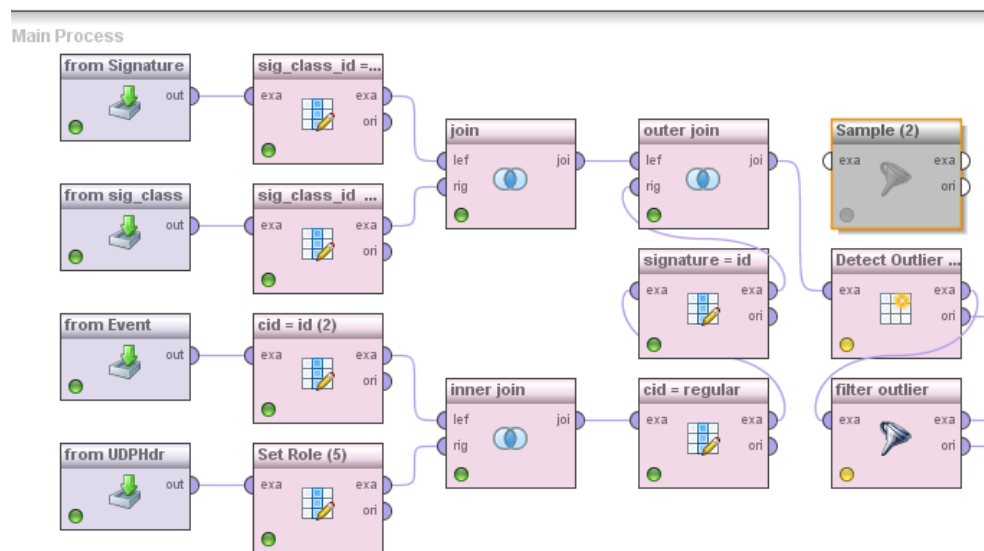 Main Process
from Signature
out
sig_class_id =...
exa exa
ori
join
lef joi
rig
outer join
lef joi
rig
Sample (2)
exa exa
ori
from sig_class
out
sig_class_id ...
exa exa
ori
signature = id
exa exa
ori
Detect Outlier ...
exa exa
ori
from Event
out
cid = id (2)
exa exa
ori
inner join
lef joi
rig
cid = regular
exa exa
ori
filter outlier
exa exa
ori
from UDPHdr
out
Set Role (5)
exa exa
ori